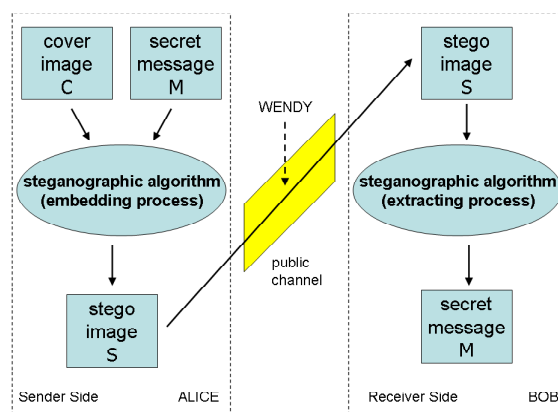 cover
image
C
secret
message
M
steganographic algorithm
(embedding process)
stego
image
S
Sender Side
ALICE
WENDY
public
channel
stego
image
S
steganographic algorithm
(extracting process)
secret
message
M
Receiver Side
BOB